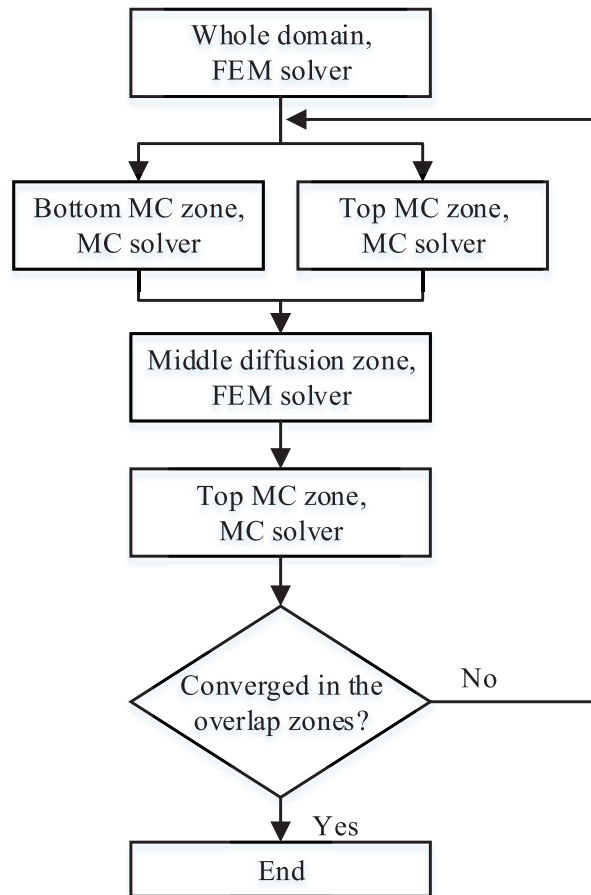 Whole domain,
FEM solver
Bottom MC zone,
MC solver
Top MC zone,
MC solver
Middle diffusion zone,
FEM solver
Top MC zone,
MC solver
Converged in the
overlap zones?
No
Yes
End